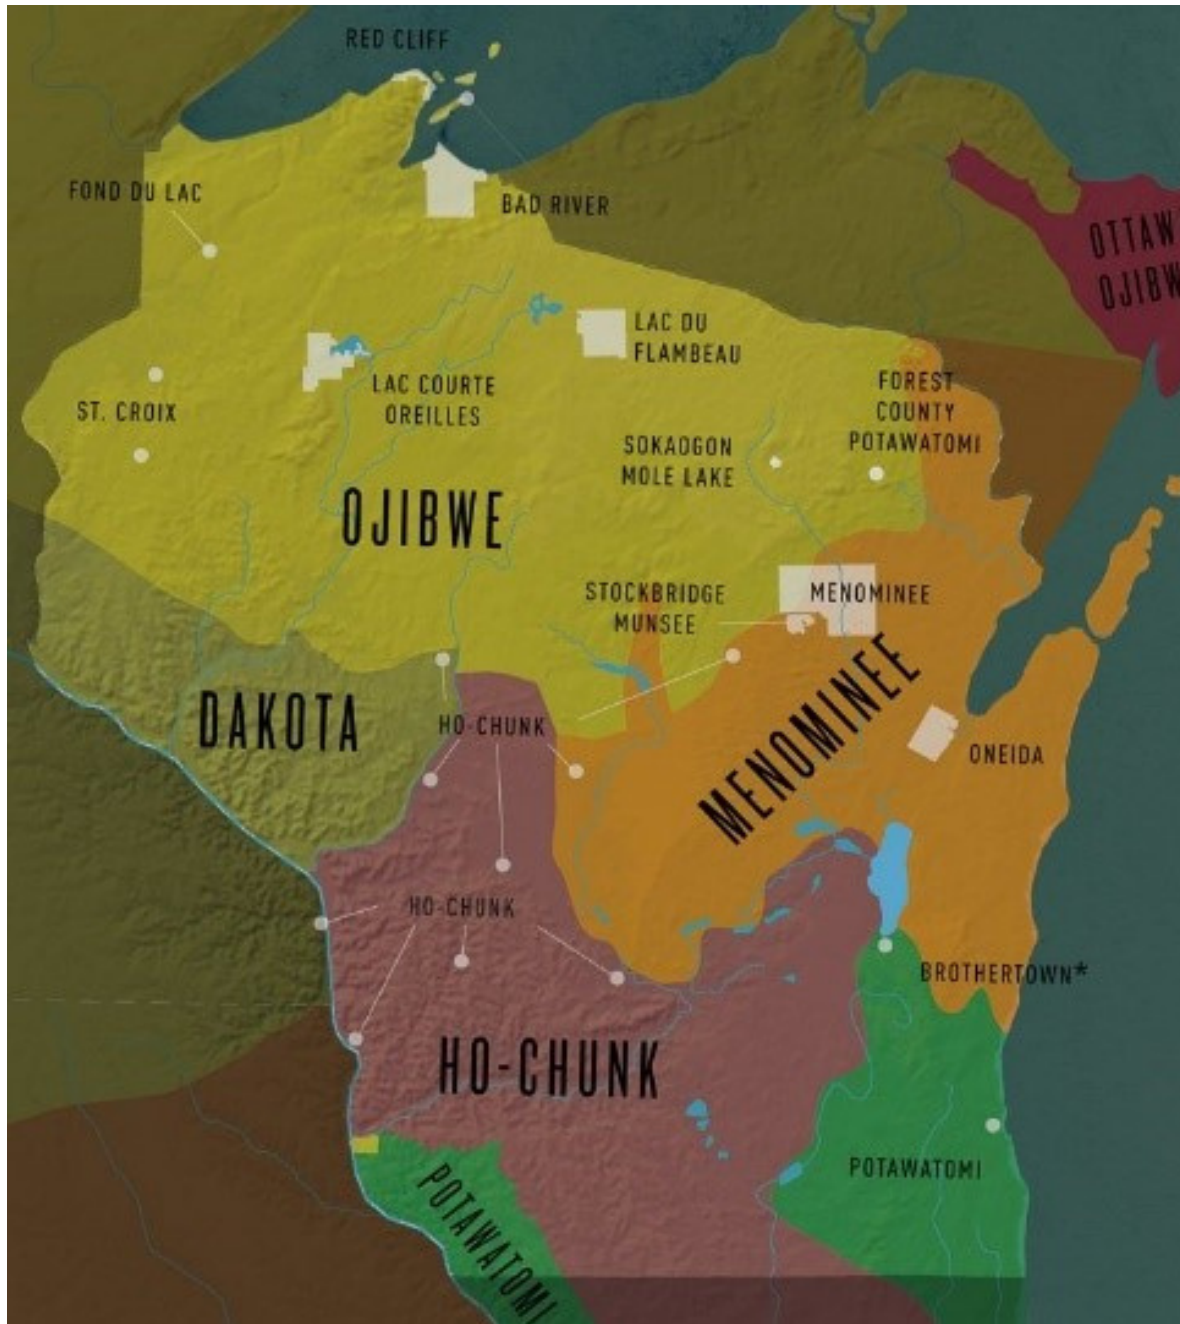 RED CLIFF
FOND DU LAC
BAD RIVER
OTTAW
OJIBW
LAC DU
FLAMBEAU
LAC COURTE
OREILLES
FOREST
COUNTY
POTAWATOMI
ST. CROIX
SOKAOGON
MOLE LAKE
OJIBWE
STOCKBRIDGE
MUNSEE
MENOMINEE
DAKOTA
HO-CHUNK
MENOMINEE
ONEIDA
HO-CHUNK
BROTHERTOWN*
HO-CHUNK
POTAWATOMI
POTAWATOMI